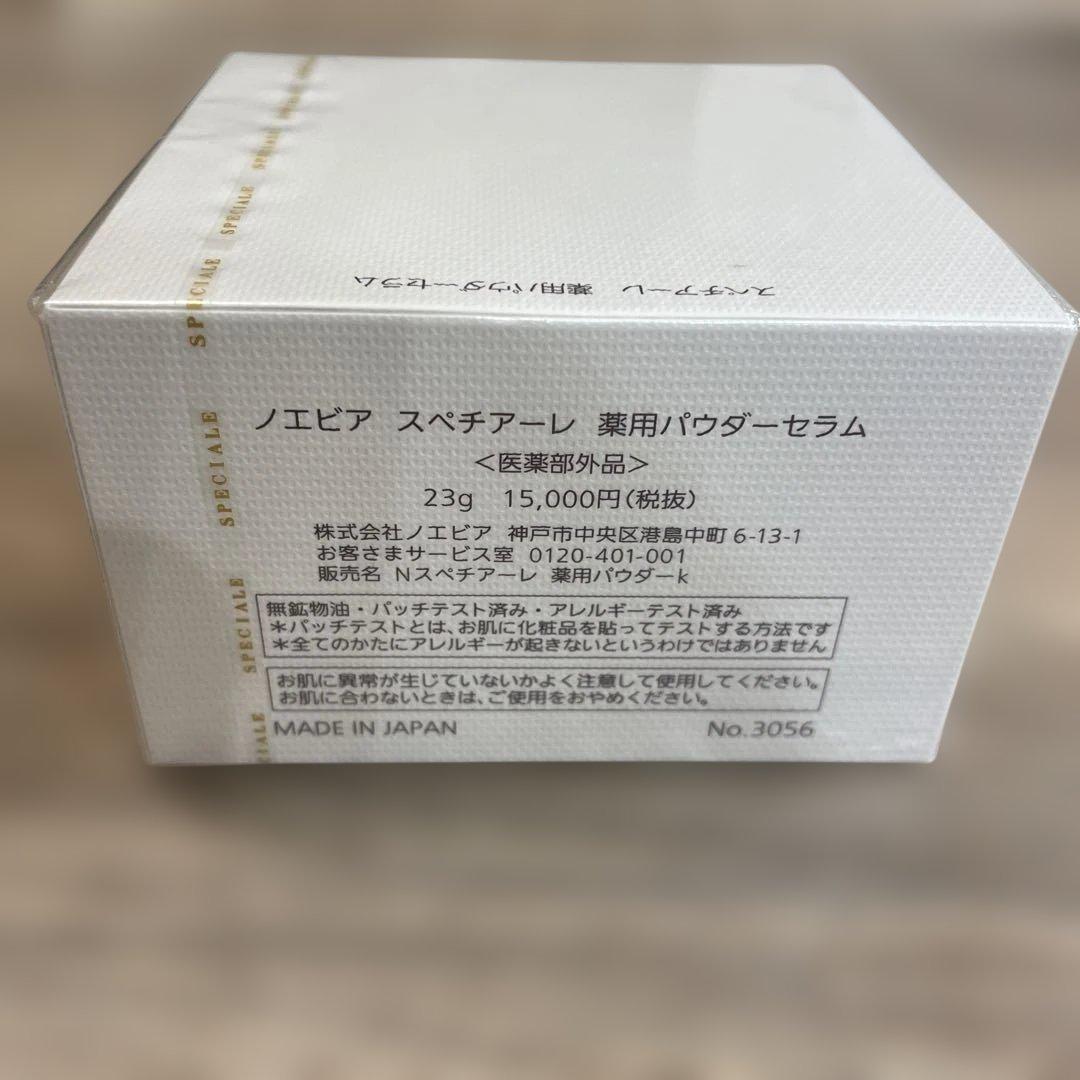 SPECIALE SPECIALE SPECIALE SPECIALE SPECIALE SPECIALE
スペチアーレ 薬用パウダーセラム
ノエビア スペチアーレ 薬用パウダーセラム
<医薬部外品>
23g 15,000円(税抜)
株式会社ノエビア 神戸市中央区港島中町6-13-1
お客さまサービス室 0120-401-001
販売名 Nスペチアーレ 薬用パウダーk
無鉱物油・パッチテスト済み・アレルギーテスト済み
*パッチテストとは、お肌に化粧品を貼ってテストする方法です
*全てのかたにアレルギーが起きないというわけではありません
お肌に異常が生じていないかよく注意して使用してください。
お肌に合わないときは、ご使用をおやめください。
MADE IN JAPAN No.3056